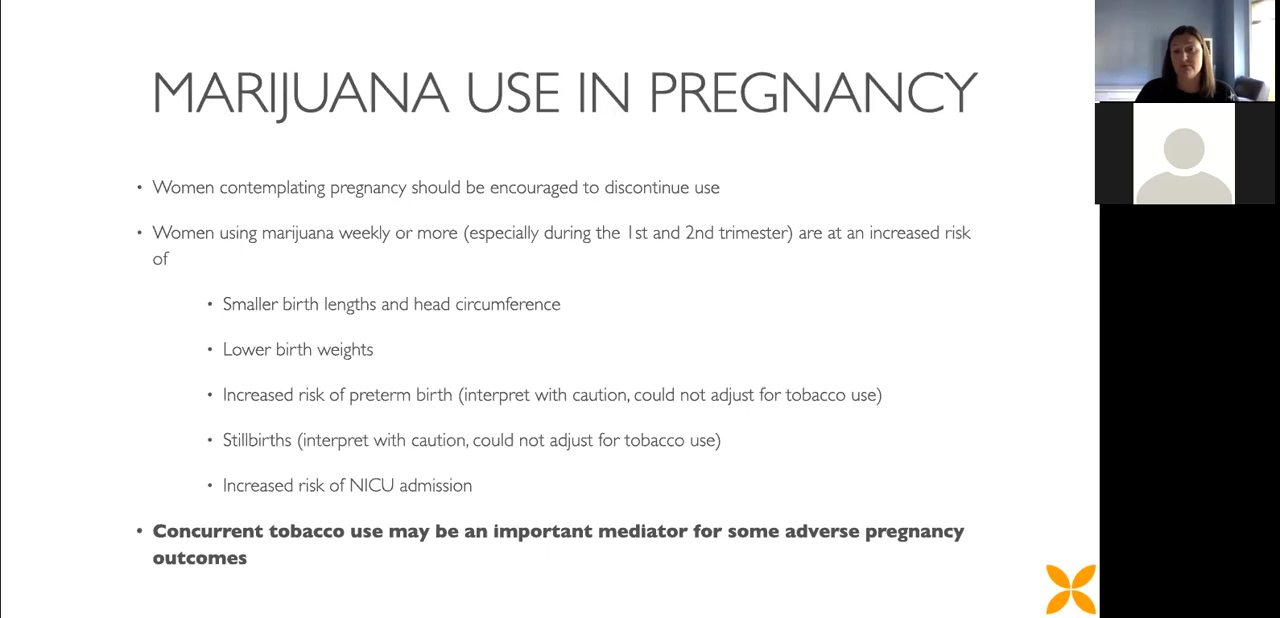 MARIJUANA USE IN PREGNANCY
• Women contemplating pregnancy should be encouraged to discontinue use
• Women using marijuana weekly or more (especially during the 1st and 2nd trimester) are at an increased risk
of
• Smaller birth lengths and head circumference
• Lower birth weights
• Increased risk of preterm birth (interpret with caution, could not adjust for tobacco use)
• Stillbirths (interpret with caution, could not adjust for tobacco use)
• Increased risk of NICU admission
• Concurrent tobacco use may be an important mediator for some adverse pregnancy
outcomes